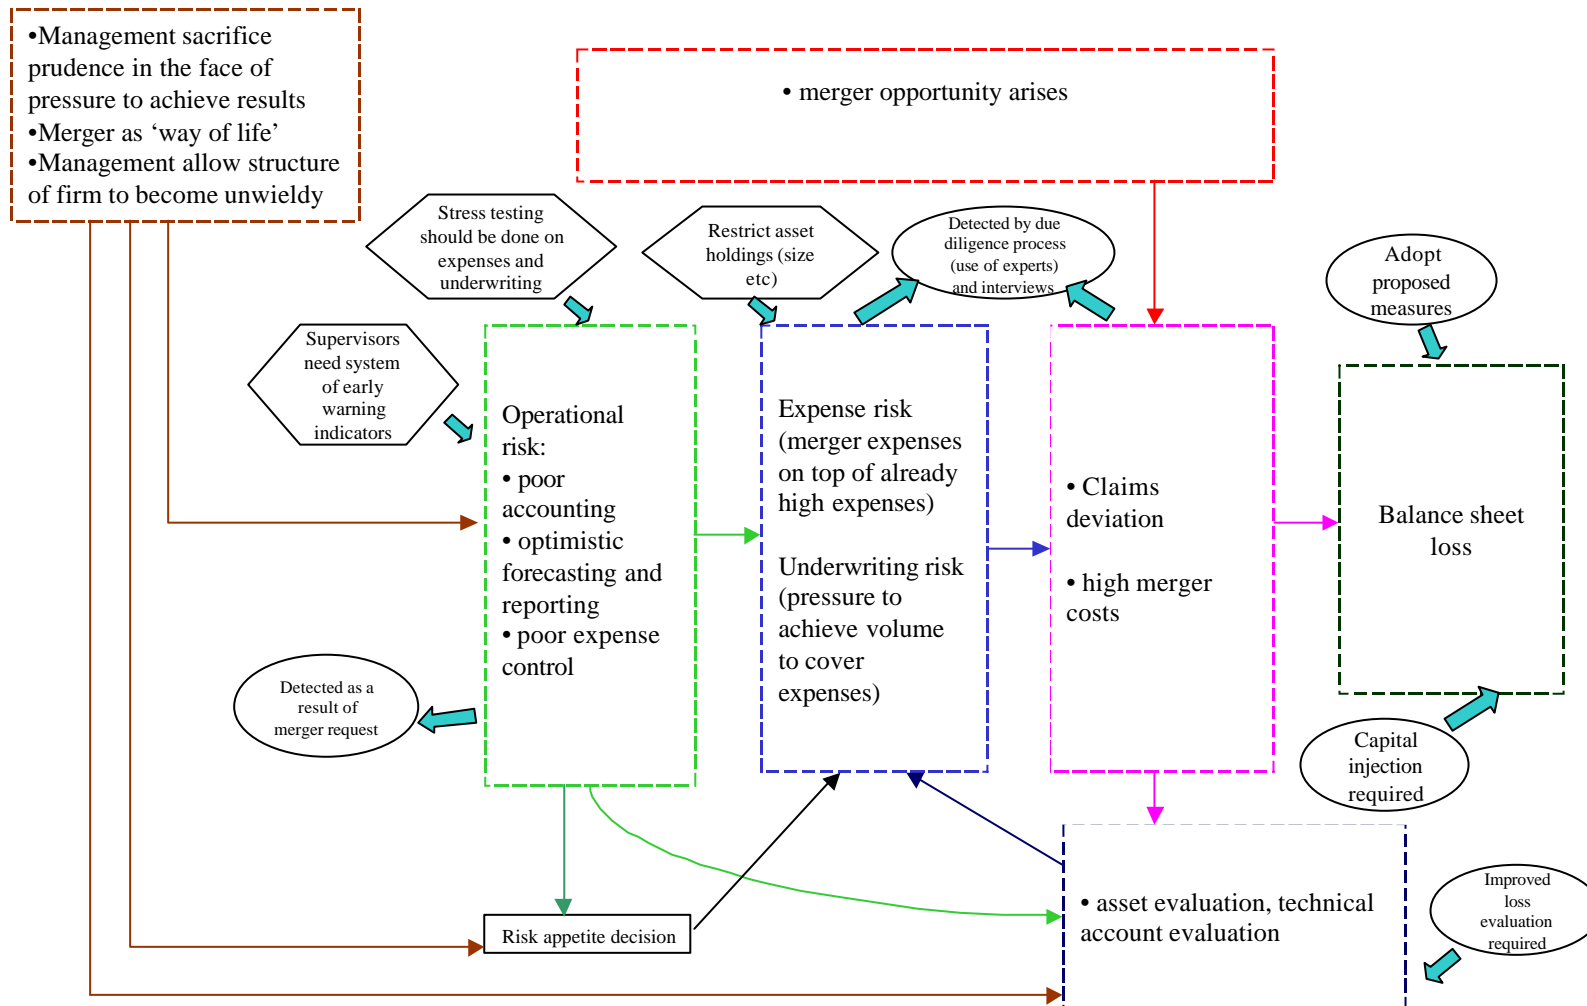 •Management sacrifice
prudence in the face of
pressure to achieve results
•Merger as ‘way of life’
•Management allow structure
of firm to become unwieldy
• merger opportunity arises
Stress testing
should be done on
expenses and
underwriting
Restrict asset
holdings (size
etc)
Detected by due
diligence process
(use of experts)
and interviews
Adopt
proposed
measures
Supervisors
need system
of early
warning
indicators
Operational
risk:
• poor
accounting
• optimistic
forecasting and
reporting
• poor expense
control
Expense risk
(merger expenses
on top of already
high expenses)
Underwriting risk
(pressure to
achieve volume
to cover
expenses)
• Claims
deviation
• high merger
costs
Balance sheet
loss
Detected as a
result of
merger request
Capital
injection
required
Risk appetite decision
• asset evaluation, technical
account evaluation
Improved
loss
evaluation
required